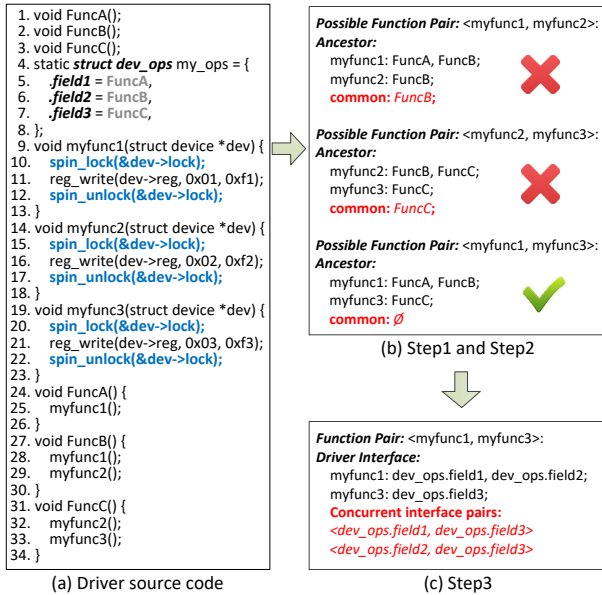 1. void FuncA();
2. void FuncB();
3. void FuncC();
4. static struct dev_ops my_ops = {
5. .field1 = FuncA,
6. .field2 = FuncB,
7. .field3 = FuncC,
8. };
9. void myfunc1(struct device *dev) {
10. spin_lock(&dev->lock);
11. reg_write(dev->reg, 0x01, 0xf1);
12. spin_unlock(&dev->lock);
13. }
14. void myfunc2(struct device *dev) {
15. spin_lock(&dev->lock);
16. reg_write(dev->reg, 0x02, 0xf2);
17. spin_unlock(&dev->lock);
18. }
19. void myfunc3(struct device *dev) {
20. spin_lock(&dev->lock);
21. reg_write(dev->reg, 0x03, 0xf3);
22. spin_unlock(&dev->lock);
23. }
24. void FuncA() {
25. myfunc1();
26. }
27. void FuncB() {
28. myfunc1();
29. myfunc2();
30. }
31. void FuncC() {
32. myfunc2();
33. myfunc3();
34. }
(a) Driver source code
Possible Function Pair: <myfunc1, myfunc2>:
Ancestor:
myfunc1: FuncA, FuncB;
myfunc2: FuncB;
common: FuncB;
Possible Function Pair: <myfunc2, myfunc3>:
Ancestor:
myfunc2: FuncB, FuncC;
myfunc3: FuncC;
common: FuncC;
Possible Function Pair: <myfunc1, myfunc3>:
Ancestor:
myfunc1: FuncA, FuncB;
myfunc3: FuncC;
common: Ø
(b) Step1 and Step2
Function Pair: <myfunc1, myfunc3>:
Driver Interface:
myfunc1: dev_ops.field1, dev_ops.field2;
myfunc3: dev_ops.field3;
Concurrent interface pairs:
<dev_ops.field1, dev_ops.field3>
<dev_ops.field2, dev_ops.field3>
(c) Step3